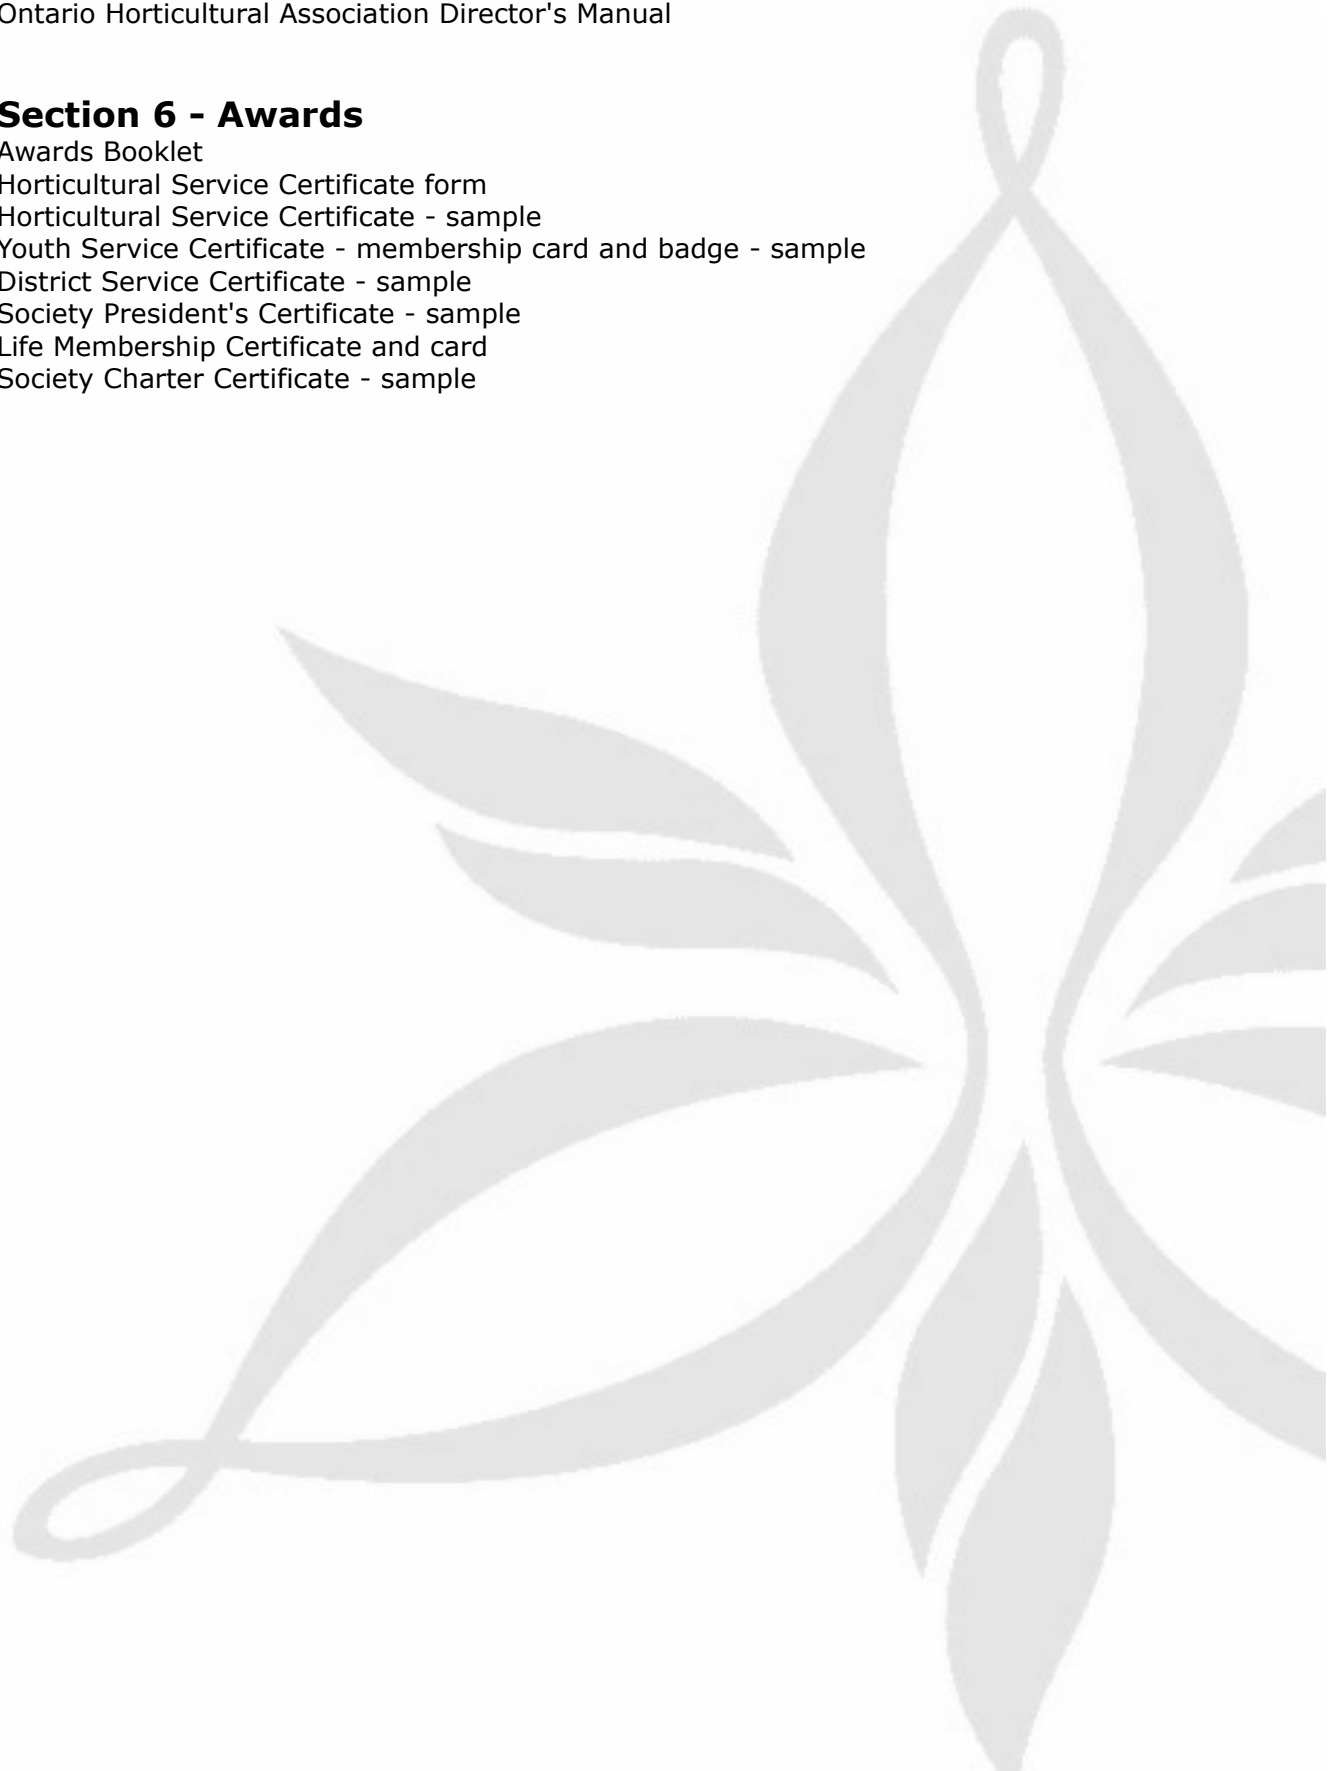 Ontario Horticultural Association Director's Manual
Section 6 - Awards
Awards Booklet
Horticultural Service Certificate form
Horticultural Service Certificate - sample
Youth Service Certificate - membership card and badge - sample
District Service Certificate - sample
Society President's Certificate - sample
Life Membership Certificate and card
Society Charter Certificate - sample